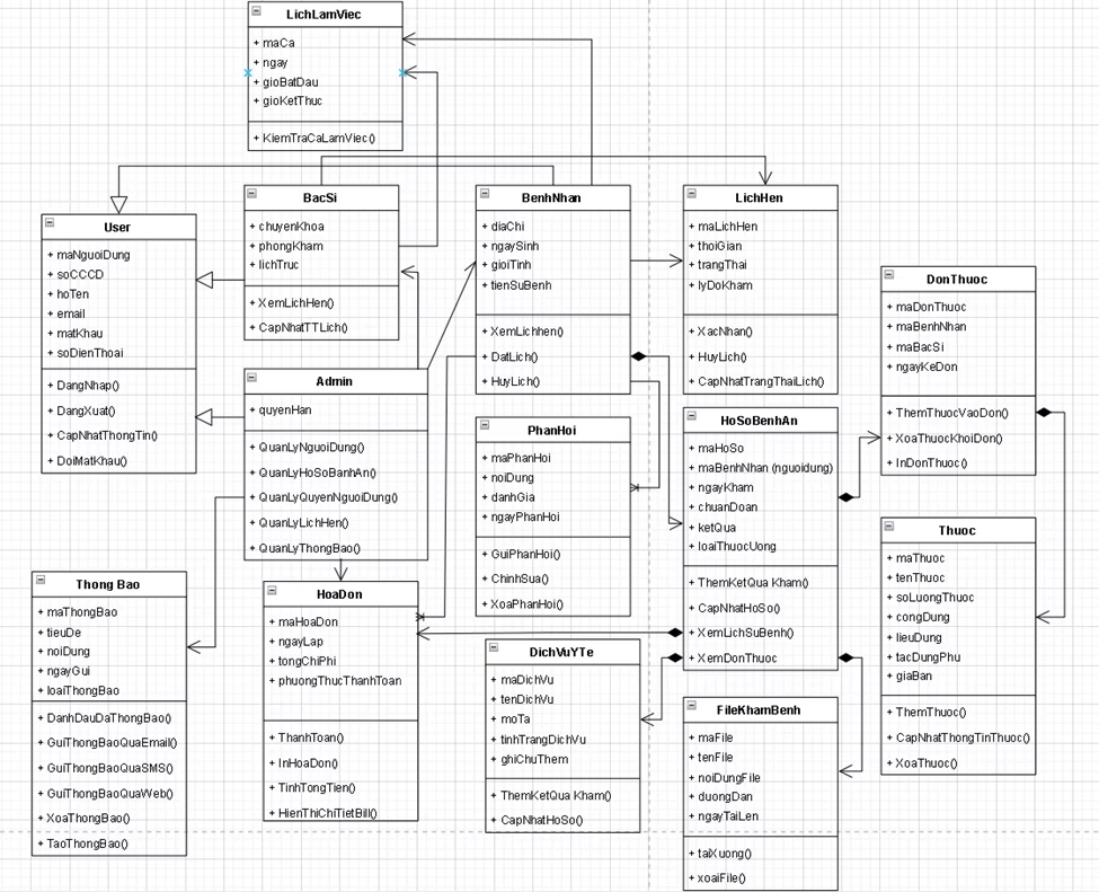 LichLamViec
+ maCa
+ ngay
+ gioBatDau
+ gioKetThuc
+ KiemTraCaLamViec()
User
+ maNguoiDung
+ soCCCD
+ hoTen
+ email
+ matKhau
+ soDienThoai
+ DangNhap()
+ DangXuat()
+ CapNhatThongTin()
+ DoiMatKhau()
BacSi
+ chuyenKhoa
+ phongKham
+ lichTruc
+ XemLichHen()
+ CapNhatTTLich()
BenhNhan
+ diaChi
+ ngaySinh
+ gioiTinh
+ tienSuBenh
+ XemLichhen()
+ DatLich()
+ HuyLich()
LichHen
+ maLichHen
+ thoiGian
+ trangThai
+ lyDoKham
+ XacNhan()
+ HuyLich()
+ CapNhatTrangThaiLich()
DonThuoc
+ maDonThuoc
+ maBenhNhan
+ maBacSi
+ ngayKeDon
+ ThemThuocVaoDon()
+ XoaThuocKhoiDon()
+ InDonThuoc()
Admin
+ quyenHan
+ QuanLyNguoiDung()
+ QuanLyHoSoBanhAn()
+ QuanLyQuyenNguoiDung()
+ QuanLyLichHen()
+ QuanLyThongBao()
PhanHoi
+ maPhanHoi
+ noiDung
+ danhGia
+ ngayPhanHoi
+ GuiPhanHoi()
+ ChinhSua()
+ XoaPhanHoi()
HoSoBenhAn
+ maHoSo
+ maBenhNhan (nguoidung)
+ ngayKham
+ chuanDoan
+ ketQua
+ loaiThuocUong
+ ThemKetQua Kham()
+ CapNhatHoSo()
+ XemLichSuBenh()
+ XemDonThuoc
Thuoc
+ maThuoc
+ tenThuoc
+ soLuongThuoc
+ congDung
+ lieuDung
+ tacDungPhu
+ giaBan
+ ThemThuoc()
+ CapNhatThongTinThuoc()
+ XoaThuoc()
Thong Bao
+ maThongBao
+ tieuDe
+ noiDung
+ ngayGui
+ loaiThongBao
+ DanhDauDaThongBao()
+ GuiThongBaoQuaEmail()
+ GuiThongBaoQuaSMS()
+ GuiThongBaoQuaWeb()
+ XoaThongBao()
+ TaoThongBao()
HoaDon
+ maHoaDon
+ ngayLap
+ tongChiPhi
+ phuongThucThanhToan
+ ThanhToan()
+ InHoaDon()
+ TinhTongTien()
+ HienThiChiTietBill()
DichVuYTe
+ maDichVu
+ tenDichVu
+ moTa
+ tinhTrangDichVu
+ ghiChuThem
+ ThemKetQua Kham()
+ CapNhatHoSo()
FileKhamBenh
+ maFile
+ tenFile
+ noiDungFile
+ duongDan
+ ngayTaiLen
+ taiXuong()
+ xoaiFile()